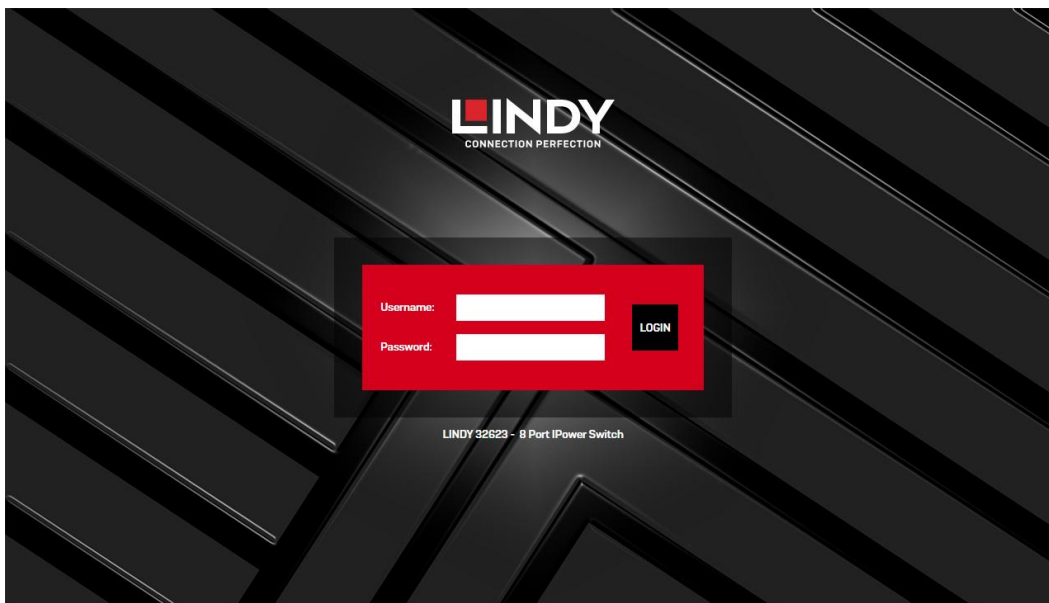 LINDY
CONNECTION PERFECTION
Username:
LOGIN
Password:
LINDY 32623 - 8 Port IPower Switch